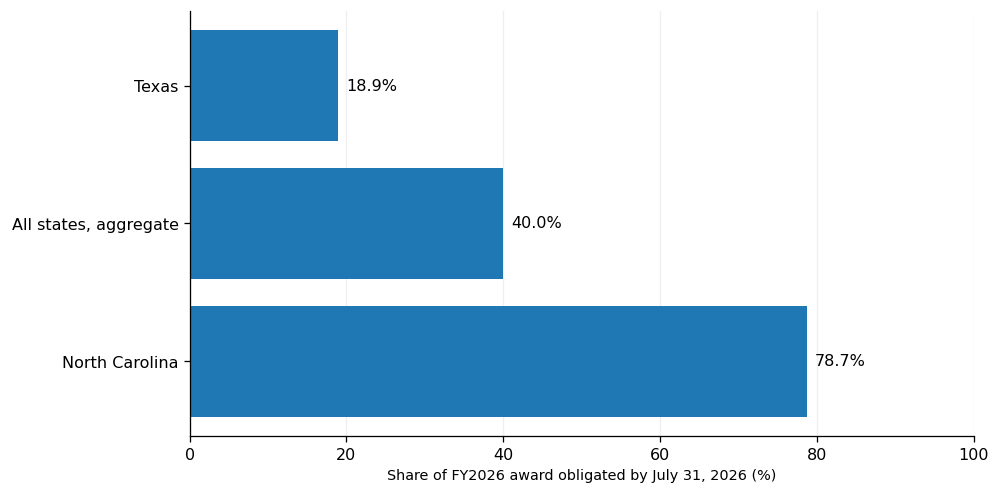 Texas
18.9%
All states, aggregate
40.0%
North Carolina
78.7%
0 20 40 60 80 100
Share of FY2026 award obligated by July 31, 2026 (%)